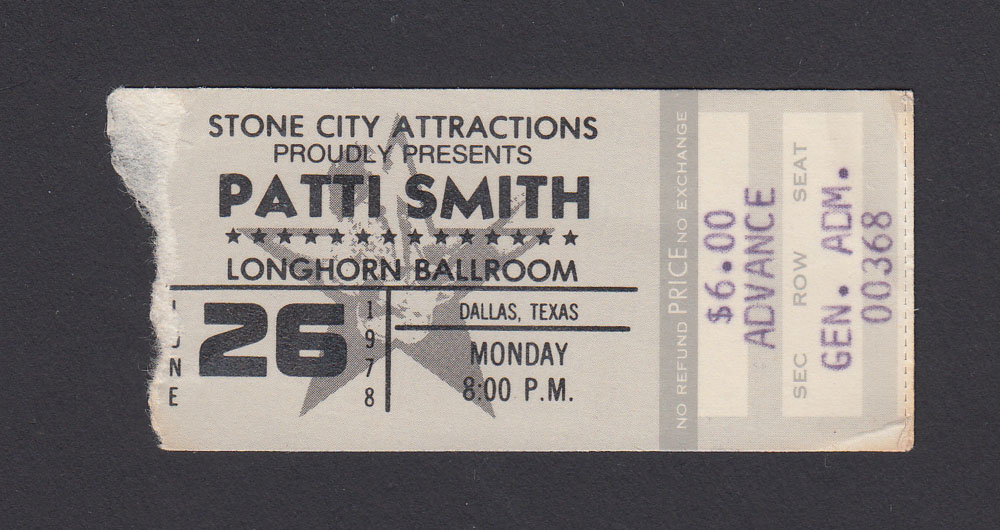 STONE CITY ATTRACTIONS
PROUDLY PRESENTS
PATTI SMITH
LONGHORN BALLROOM
JUNE
26
1978
DALLAS, TEXAS
MONDAY
8:00 P.M.
NO REFUND PRICE NO EXCHANGE
$6.00
ADVANCE
SEC ROW SEAT
GEN. ADM.
00368